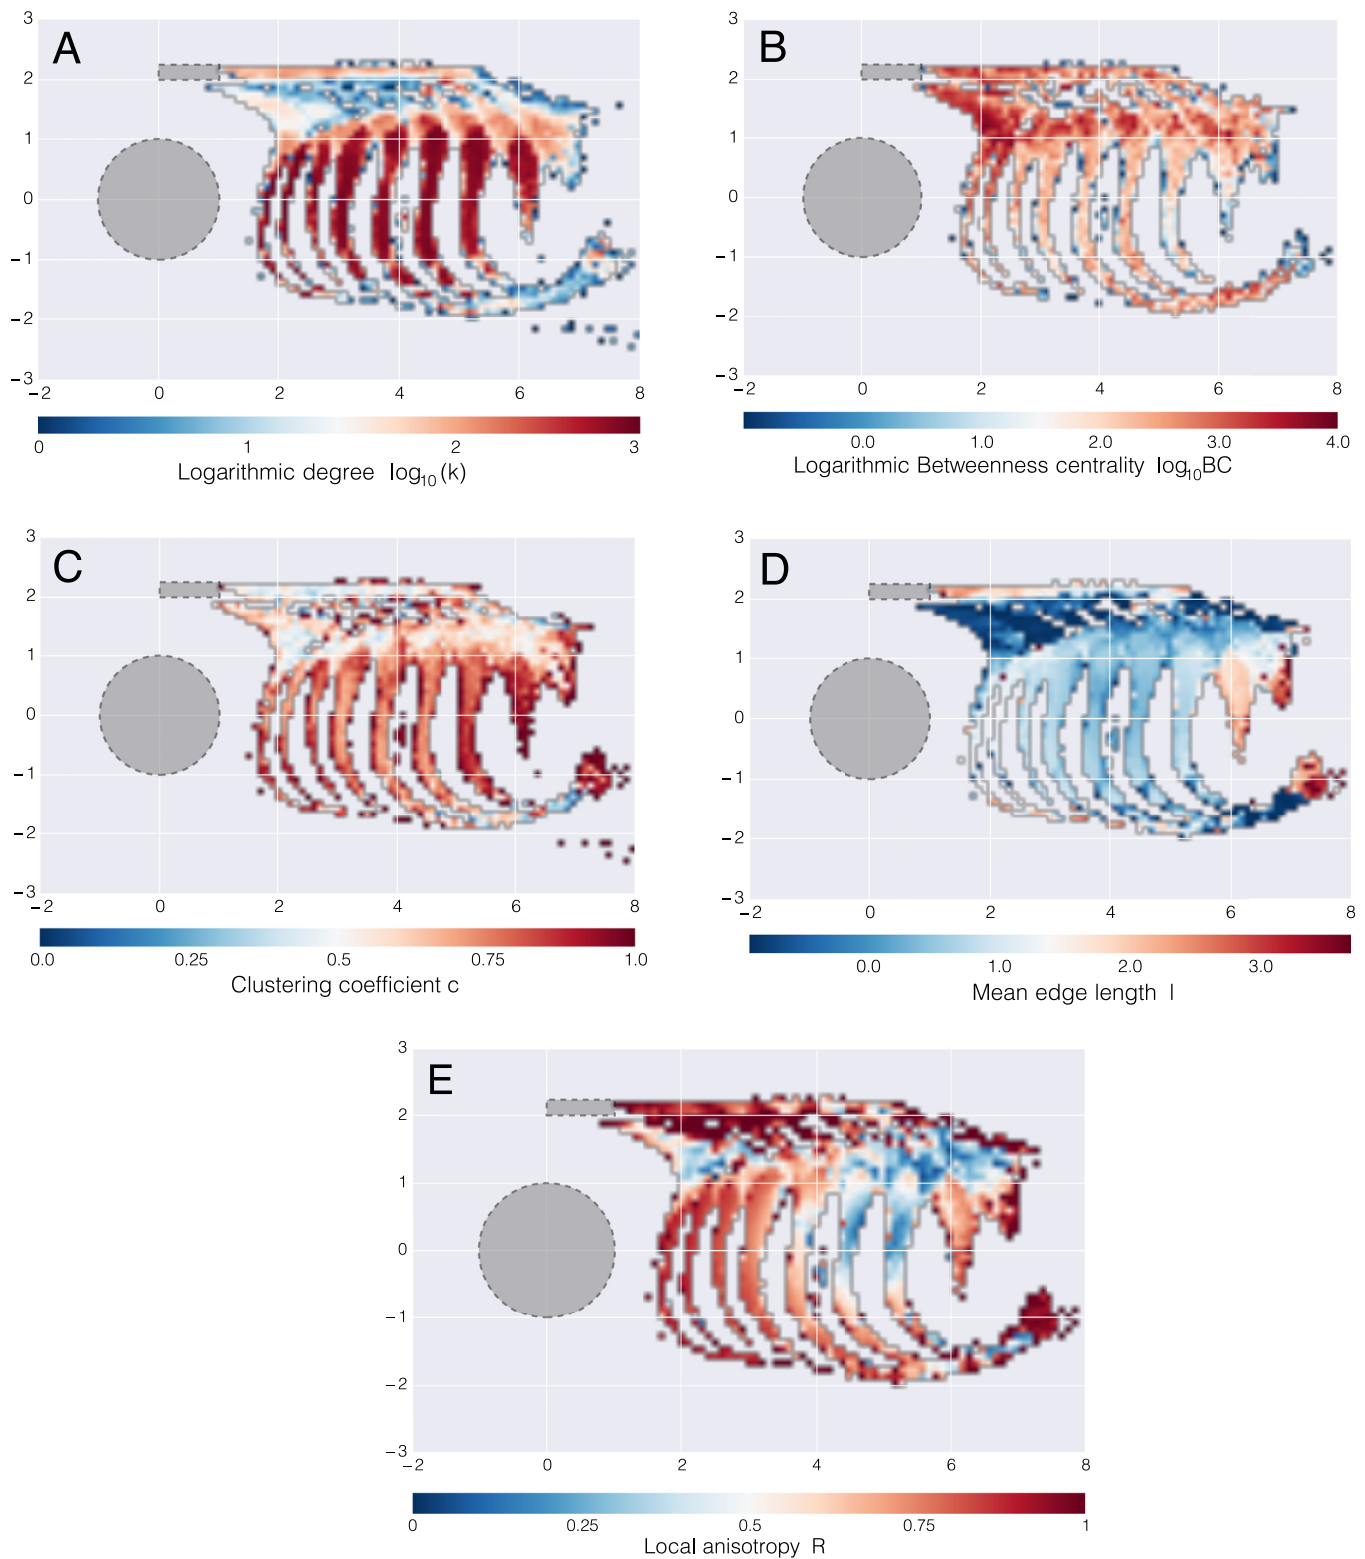 A
B
3
2
1
0
−1
−2
−3
−2 0 2 4 6 8
0 1 2 3
Logarithmic degree log10(k)
3
2
1
0
−1
−2
−3
−2 0 2 4 6 8
0.0 1.0 2.0 3.0 4.0
Logarithmic Betweenness centrality log10BC
C
D
3
2
1
0
−1
−2
−3
−2 0 2 4 6 8
0.0 0.25 0.5 0.75 1.0
Clustering coefficient c
3
2
1
0
−1
−2
−3
−2 0 2 4 6 8
0.0 1.0 2.0 3.0
Mean edge length l
E
3
2
1
0
−1
−2
−3
−2 0 2 4 6 8
0 0.25 0.5 0.75 1
Local anisotropy R